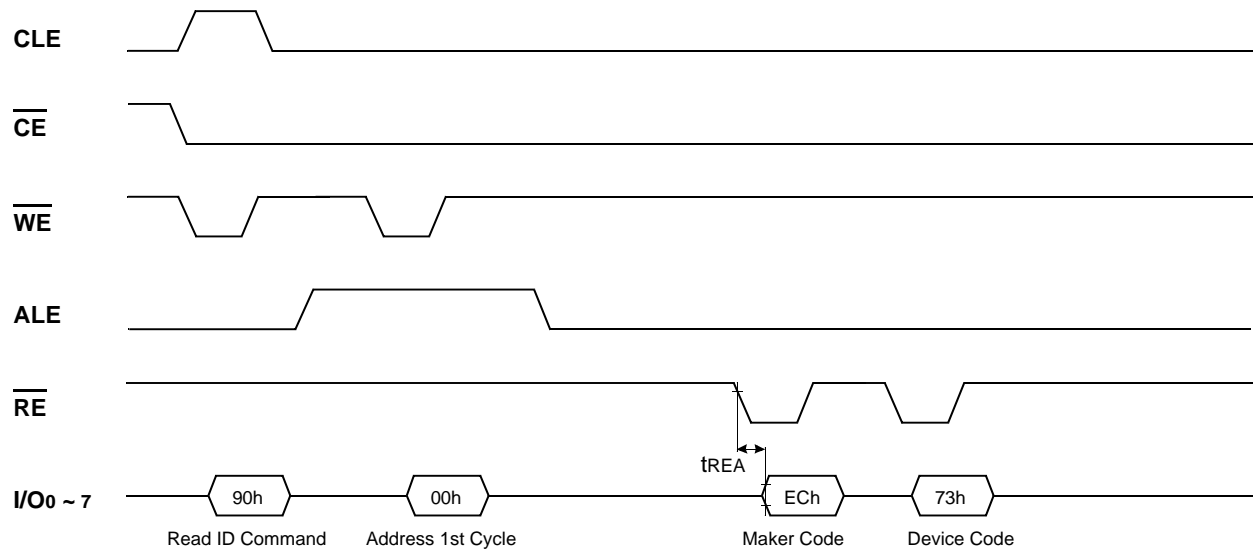 CLE
CE
WE
ALE
RE
tREA
I/O0 ~ 7
90h
00h
ECh
73h
Read ID Command
Address 1st Cycle
Maker Code
Device Code